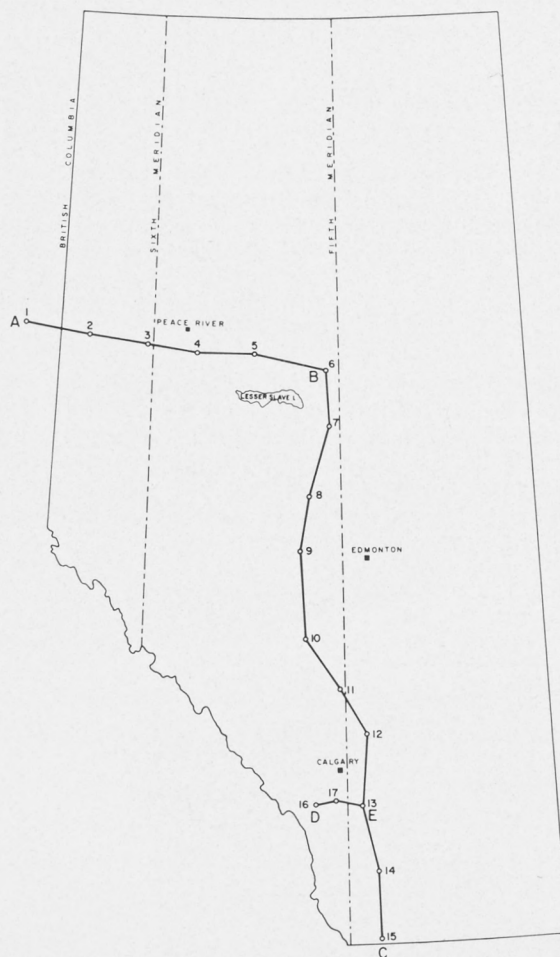 BRITISH COLUMBIA
SIXTH MERIDIAN
FIFTH MERIDIAN
1
A
2
3
PEACE RIVER
4
5
6
B
LESSER SLAVE L.
7
8
9
EDMONTON
10
11
12
CALGARY
17
16
13
D
E
14
15
C